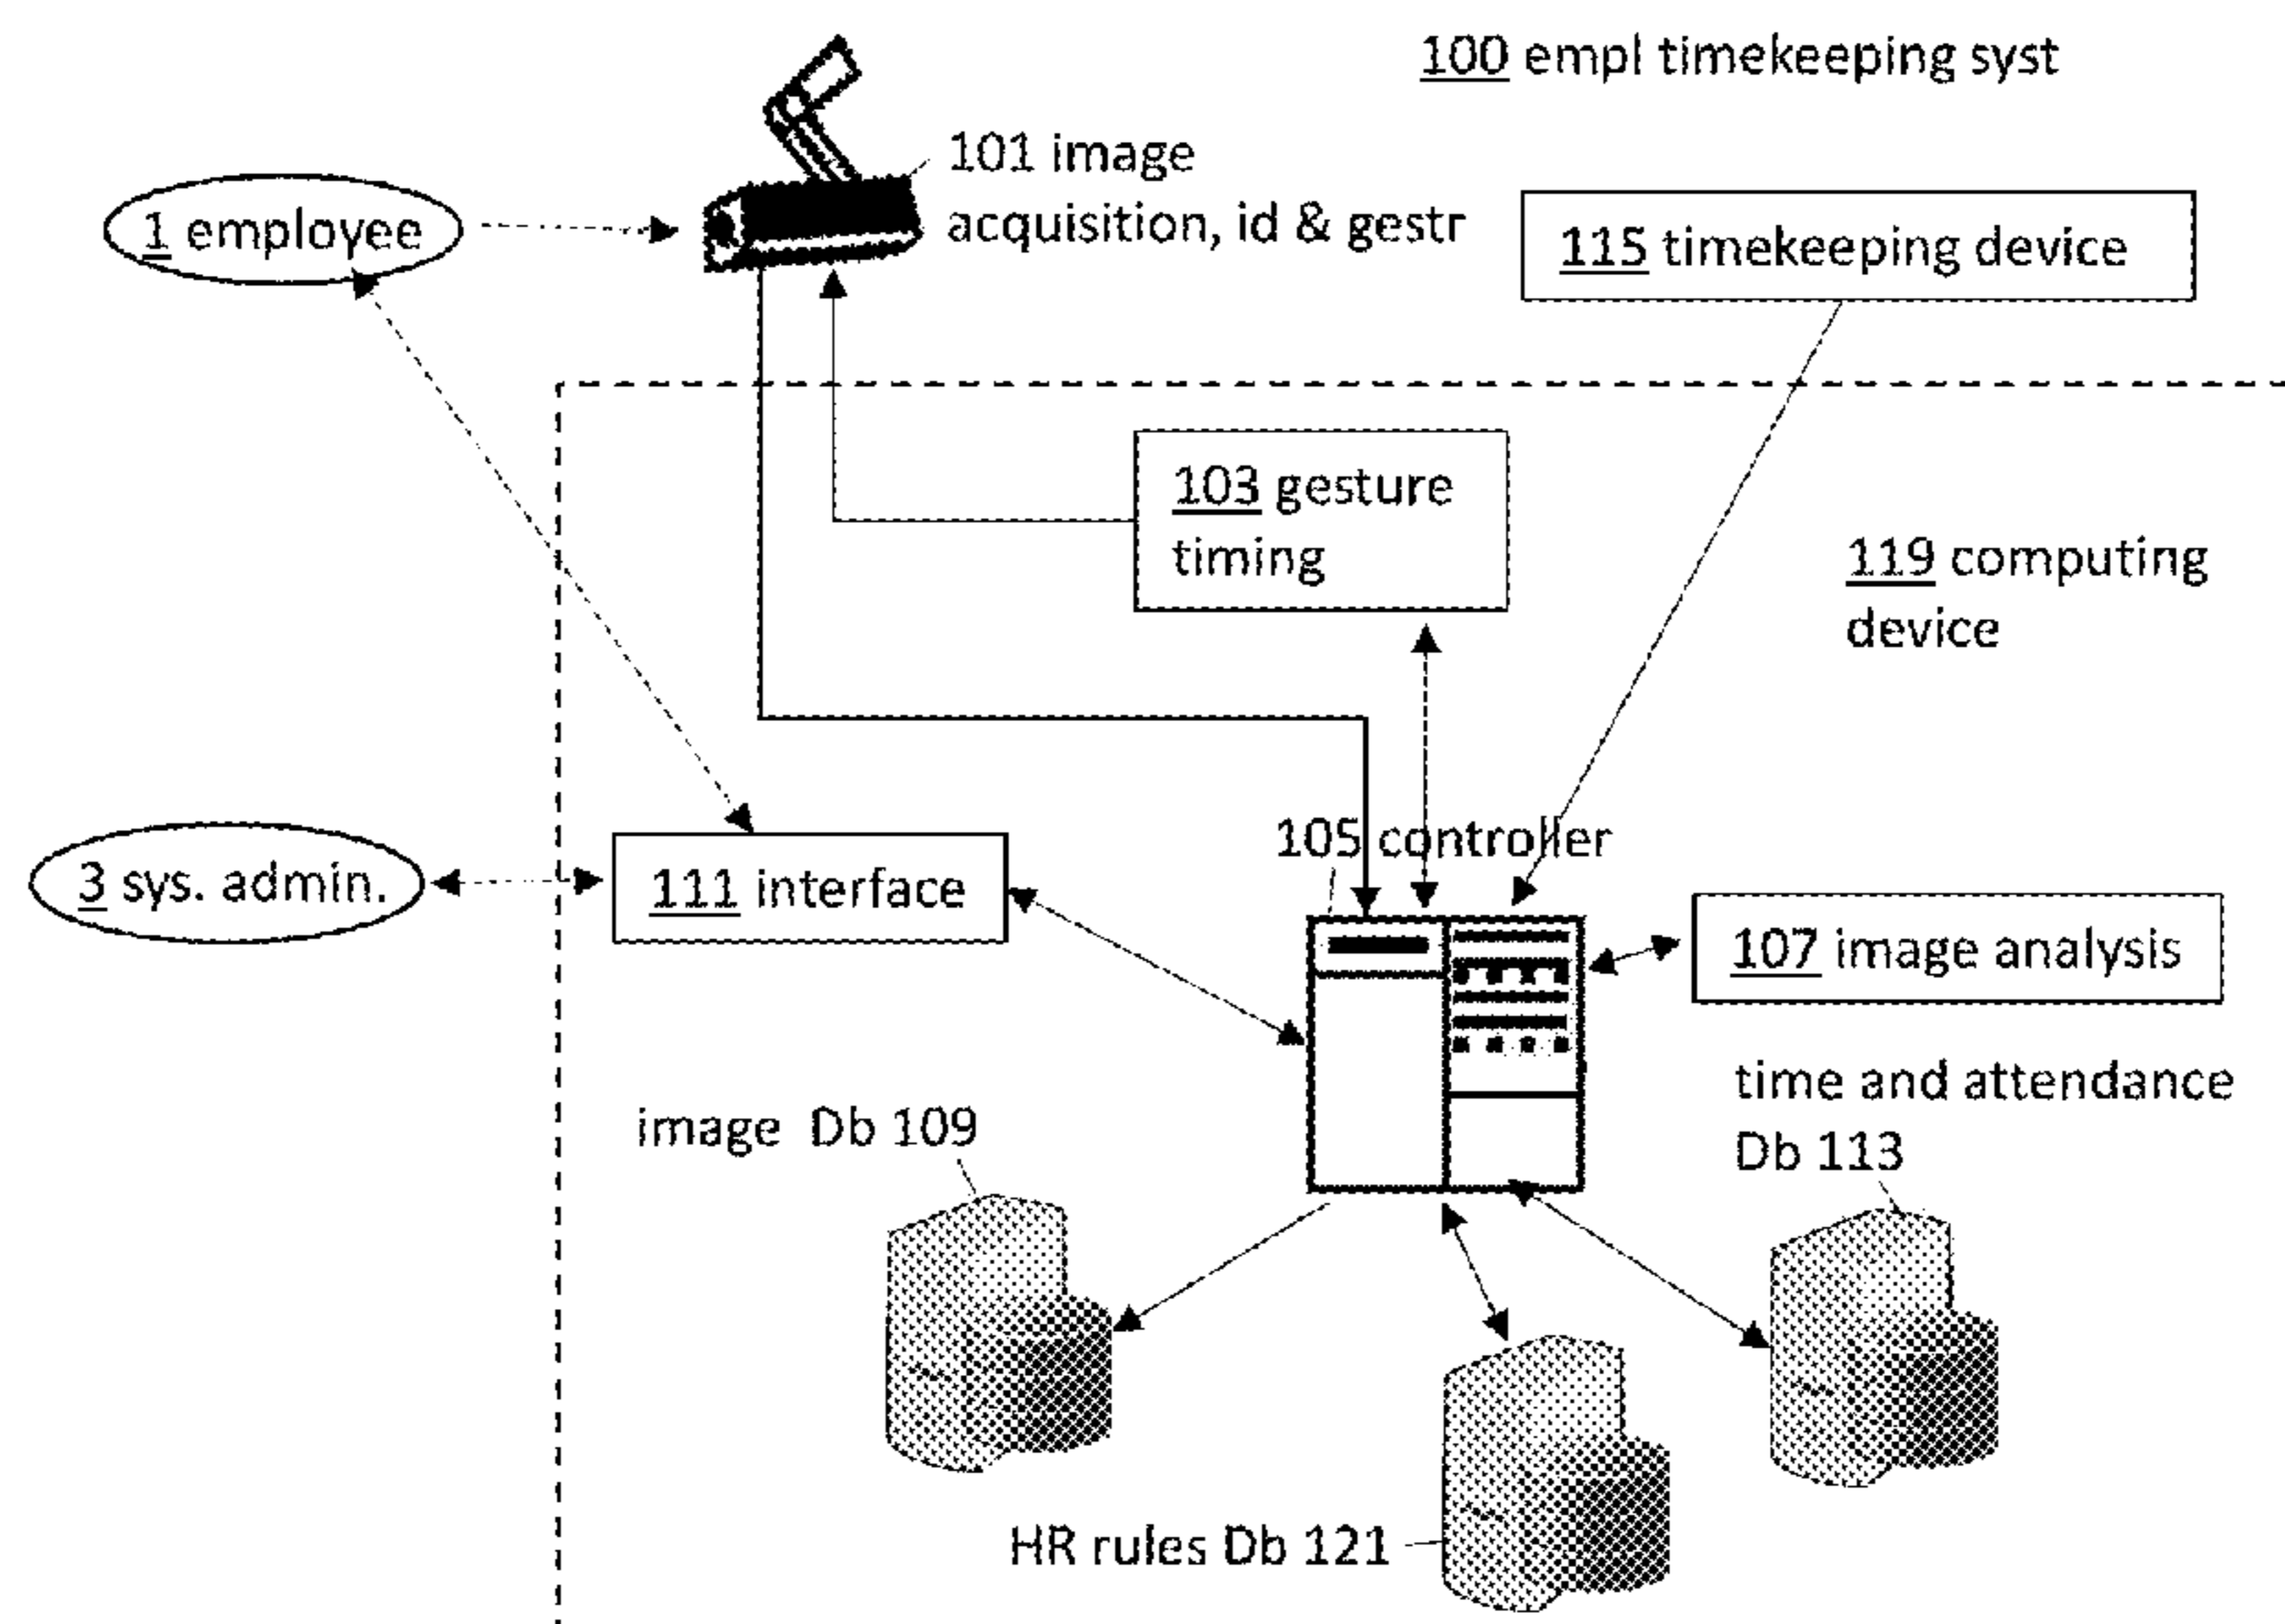 100 empl timekeeping syst
101 image
acquisition, id & gestr
1 employee
115 timekeeping device
103 gesture
timing
119 computing
device
105 controller
3 sys. admin.
111 interface
107 image analysis
time and attendance
Db 113
image Db 109
HR rules Db 121